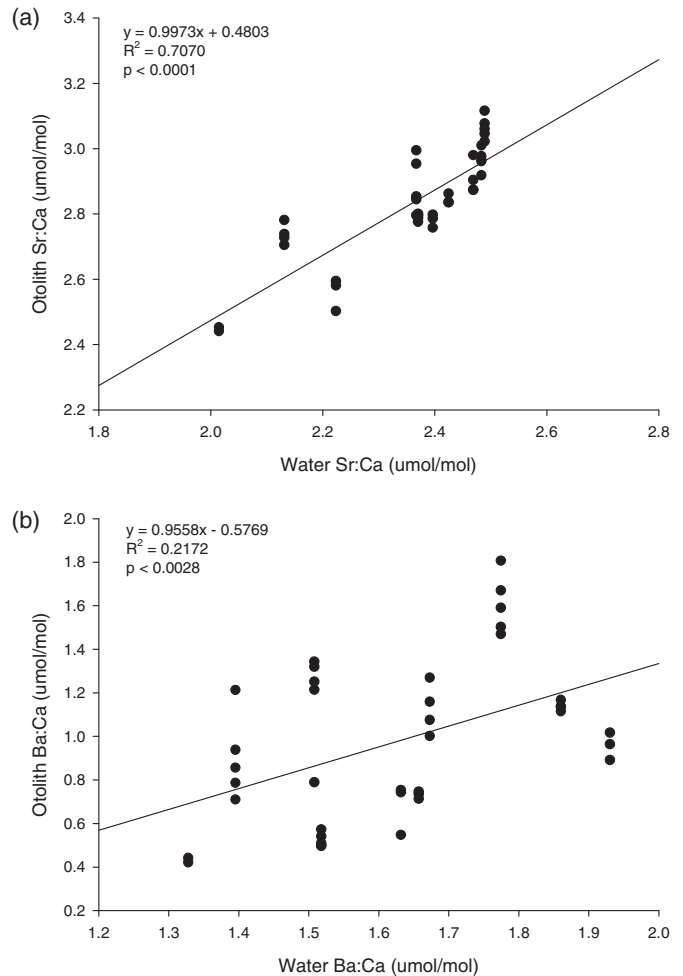 (a)
y = 0.9973x + 0.4803
R² = 0.7070
p < 0.0001
3.4
3.2
3.0
2.8
2.6
2.4
2.2
Otolith Sr:Ca (umol/mol)
1.8 2.0 2.2 2.4 2.6 2.8
Water Sr:Ca (umol/mol)
(b)
y = 0.9558x - 0.5769
R² = 0.2172
p < 0.0028
2.0
1.8
1.6
1.4
1.2
1.0
0.8
0.6
0.4
0.2
Otolith Ba:Ca (umol/mol)
1.2 1.3 1.4 1.5 1.6 1.7 1.8 1.9 2.0
Water Ba:Ca (umol/mol)